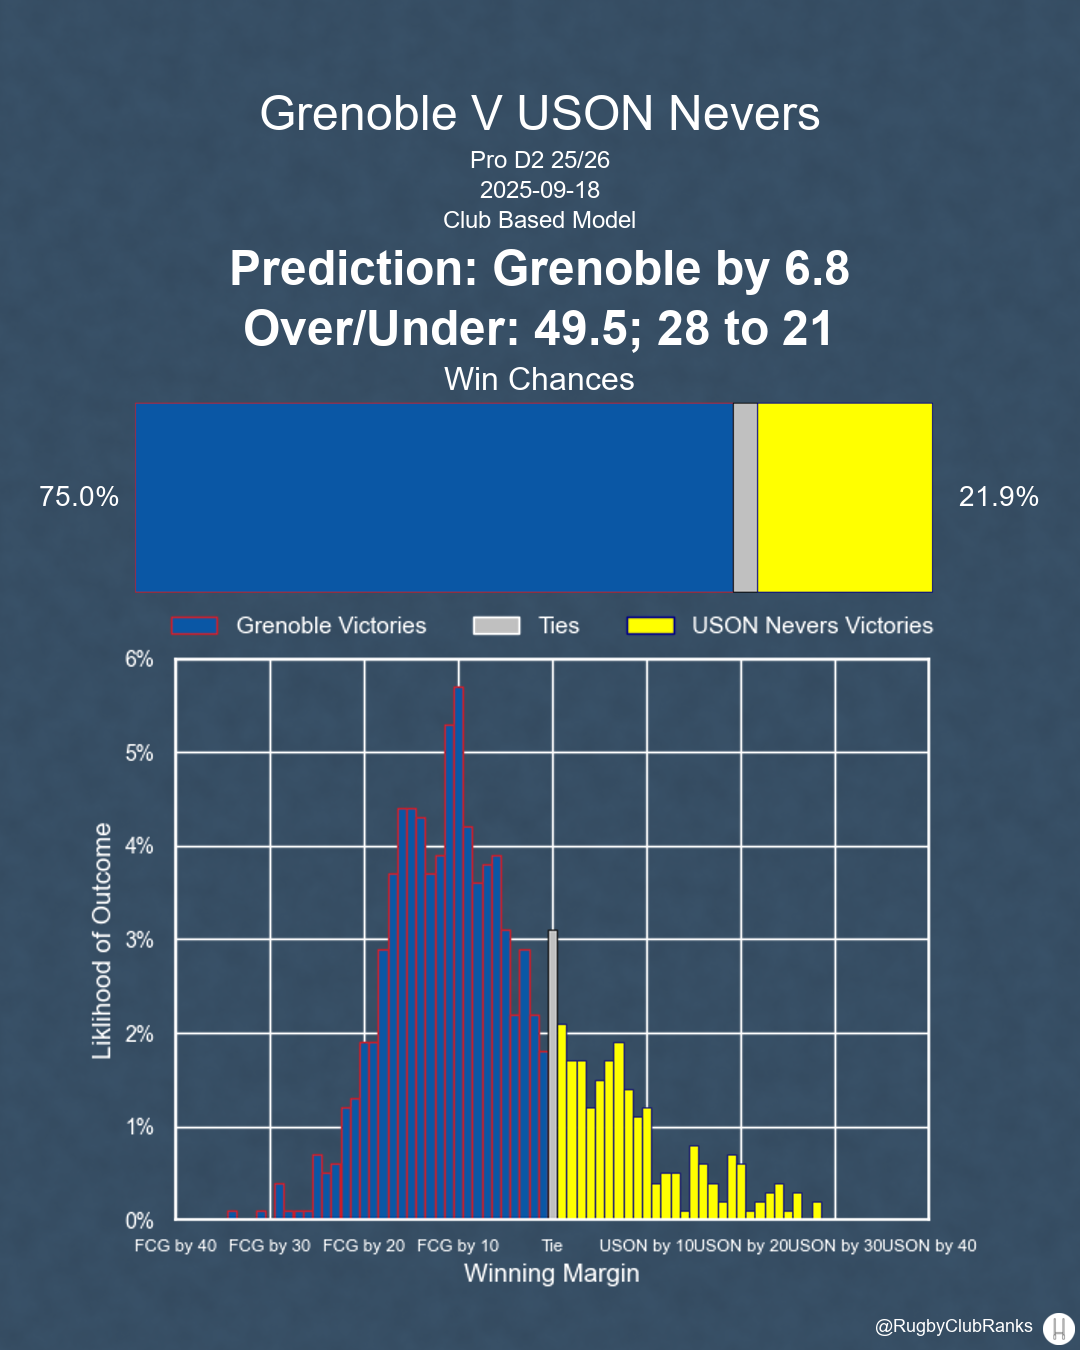 Grenoble V USON Nevers
Pro D2 25/26
2025-09-18
Club Based Model
Prediction: Grenoble by 6.8
Over/Under: 49.5; 28 to 21
Win Chances
75.0%
21.9%
Grenoble Victories
Ties
USON Nevers Victories
6%
5%
4%
3%
2%
1%
0%
Liklihood of Outcome
FCG by 40
FCG by 30
FCG by 20
FCG by 10
Tie
USON by 10
USON by 20
USON by 30
USON by 40
Winning Margin
@RugbyClubRanks